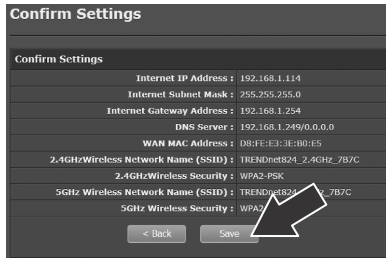 Confirm Settings
Confirm Settings
Internet IP Address : 192.168.1.114
Internet Subnet Mask : 255.255.255.0
Internet Gateway Address : 192.168.1.254
DNS Server : 192.168.1.249/0.0.0.0
WAN MAC Address : D8:FE:E3:3E:B0:E5
2.4GHzWireless Network Name (SSID) : TRENDnet824_2.4GHz_7B7C
2.4GHzWireless Security : WPA2-PSK
5GHz Wireless Network Name (SSID) : TRENDnet824 z_7B7C
5GHz Wireless Security : WPA2
< Back Save